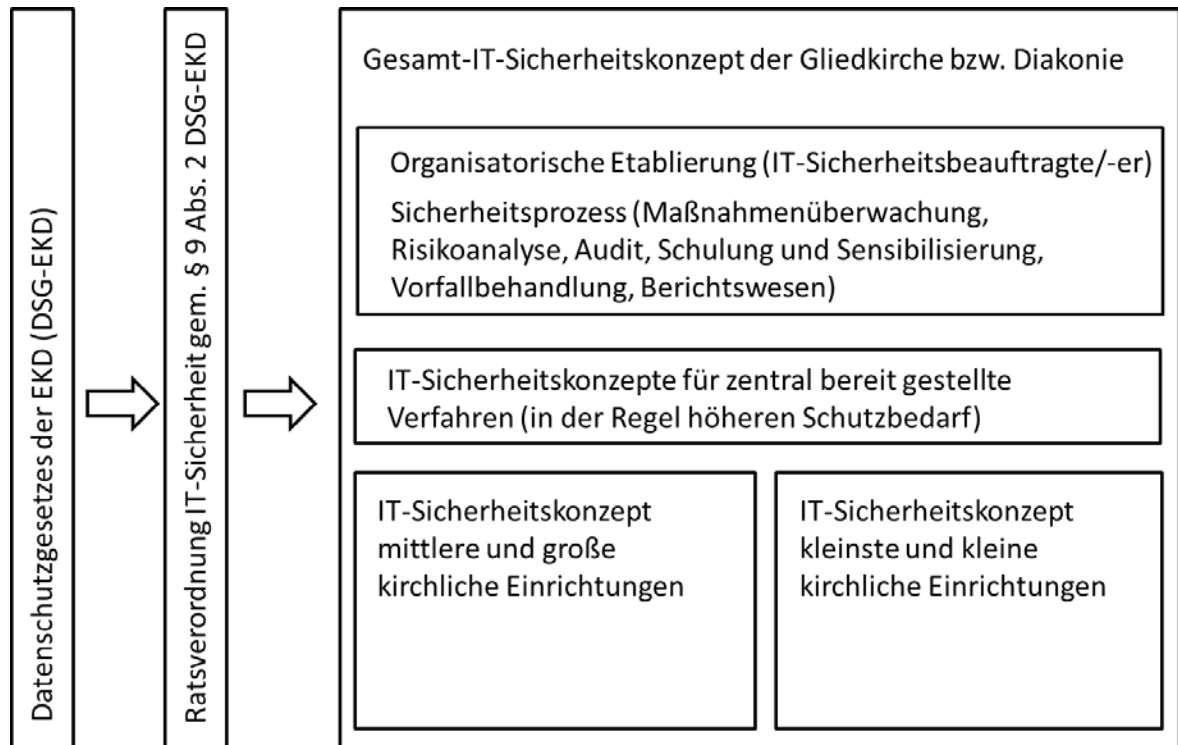 Datenschutzgesetzes der EKD (DSG-EKD)
Ratsverordnung IT-Sicherheit gem. § 9 Abs. 2 DSG-EKD
Gesamt-IT-Sicherheitskonzept der Gliedkirche bzw. Diakonie
Organisatorische Etablierung (IT-Sicherheitsbeauftragte/-er)
Sicherheitsprozess (Maßnahmenüberwachung,
Risikoanalyse, Audit, Schulung und Sensibilisierung,
Vorfallbehandlung, Berichtswesen)
IT-Sicherheitskonzepte für zentral bereit gestellte
Verfahren (in der Regel höheren Schutzbedarf)
IT-Sicherheitskonzept
mittlere und große
kirchliche Einrichtungen
IT-Sicherheitskonzept
kleinste und kleine
kirchliche Einrichtungen